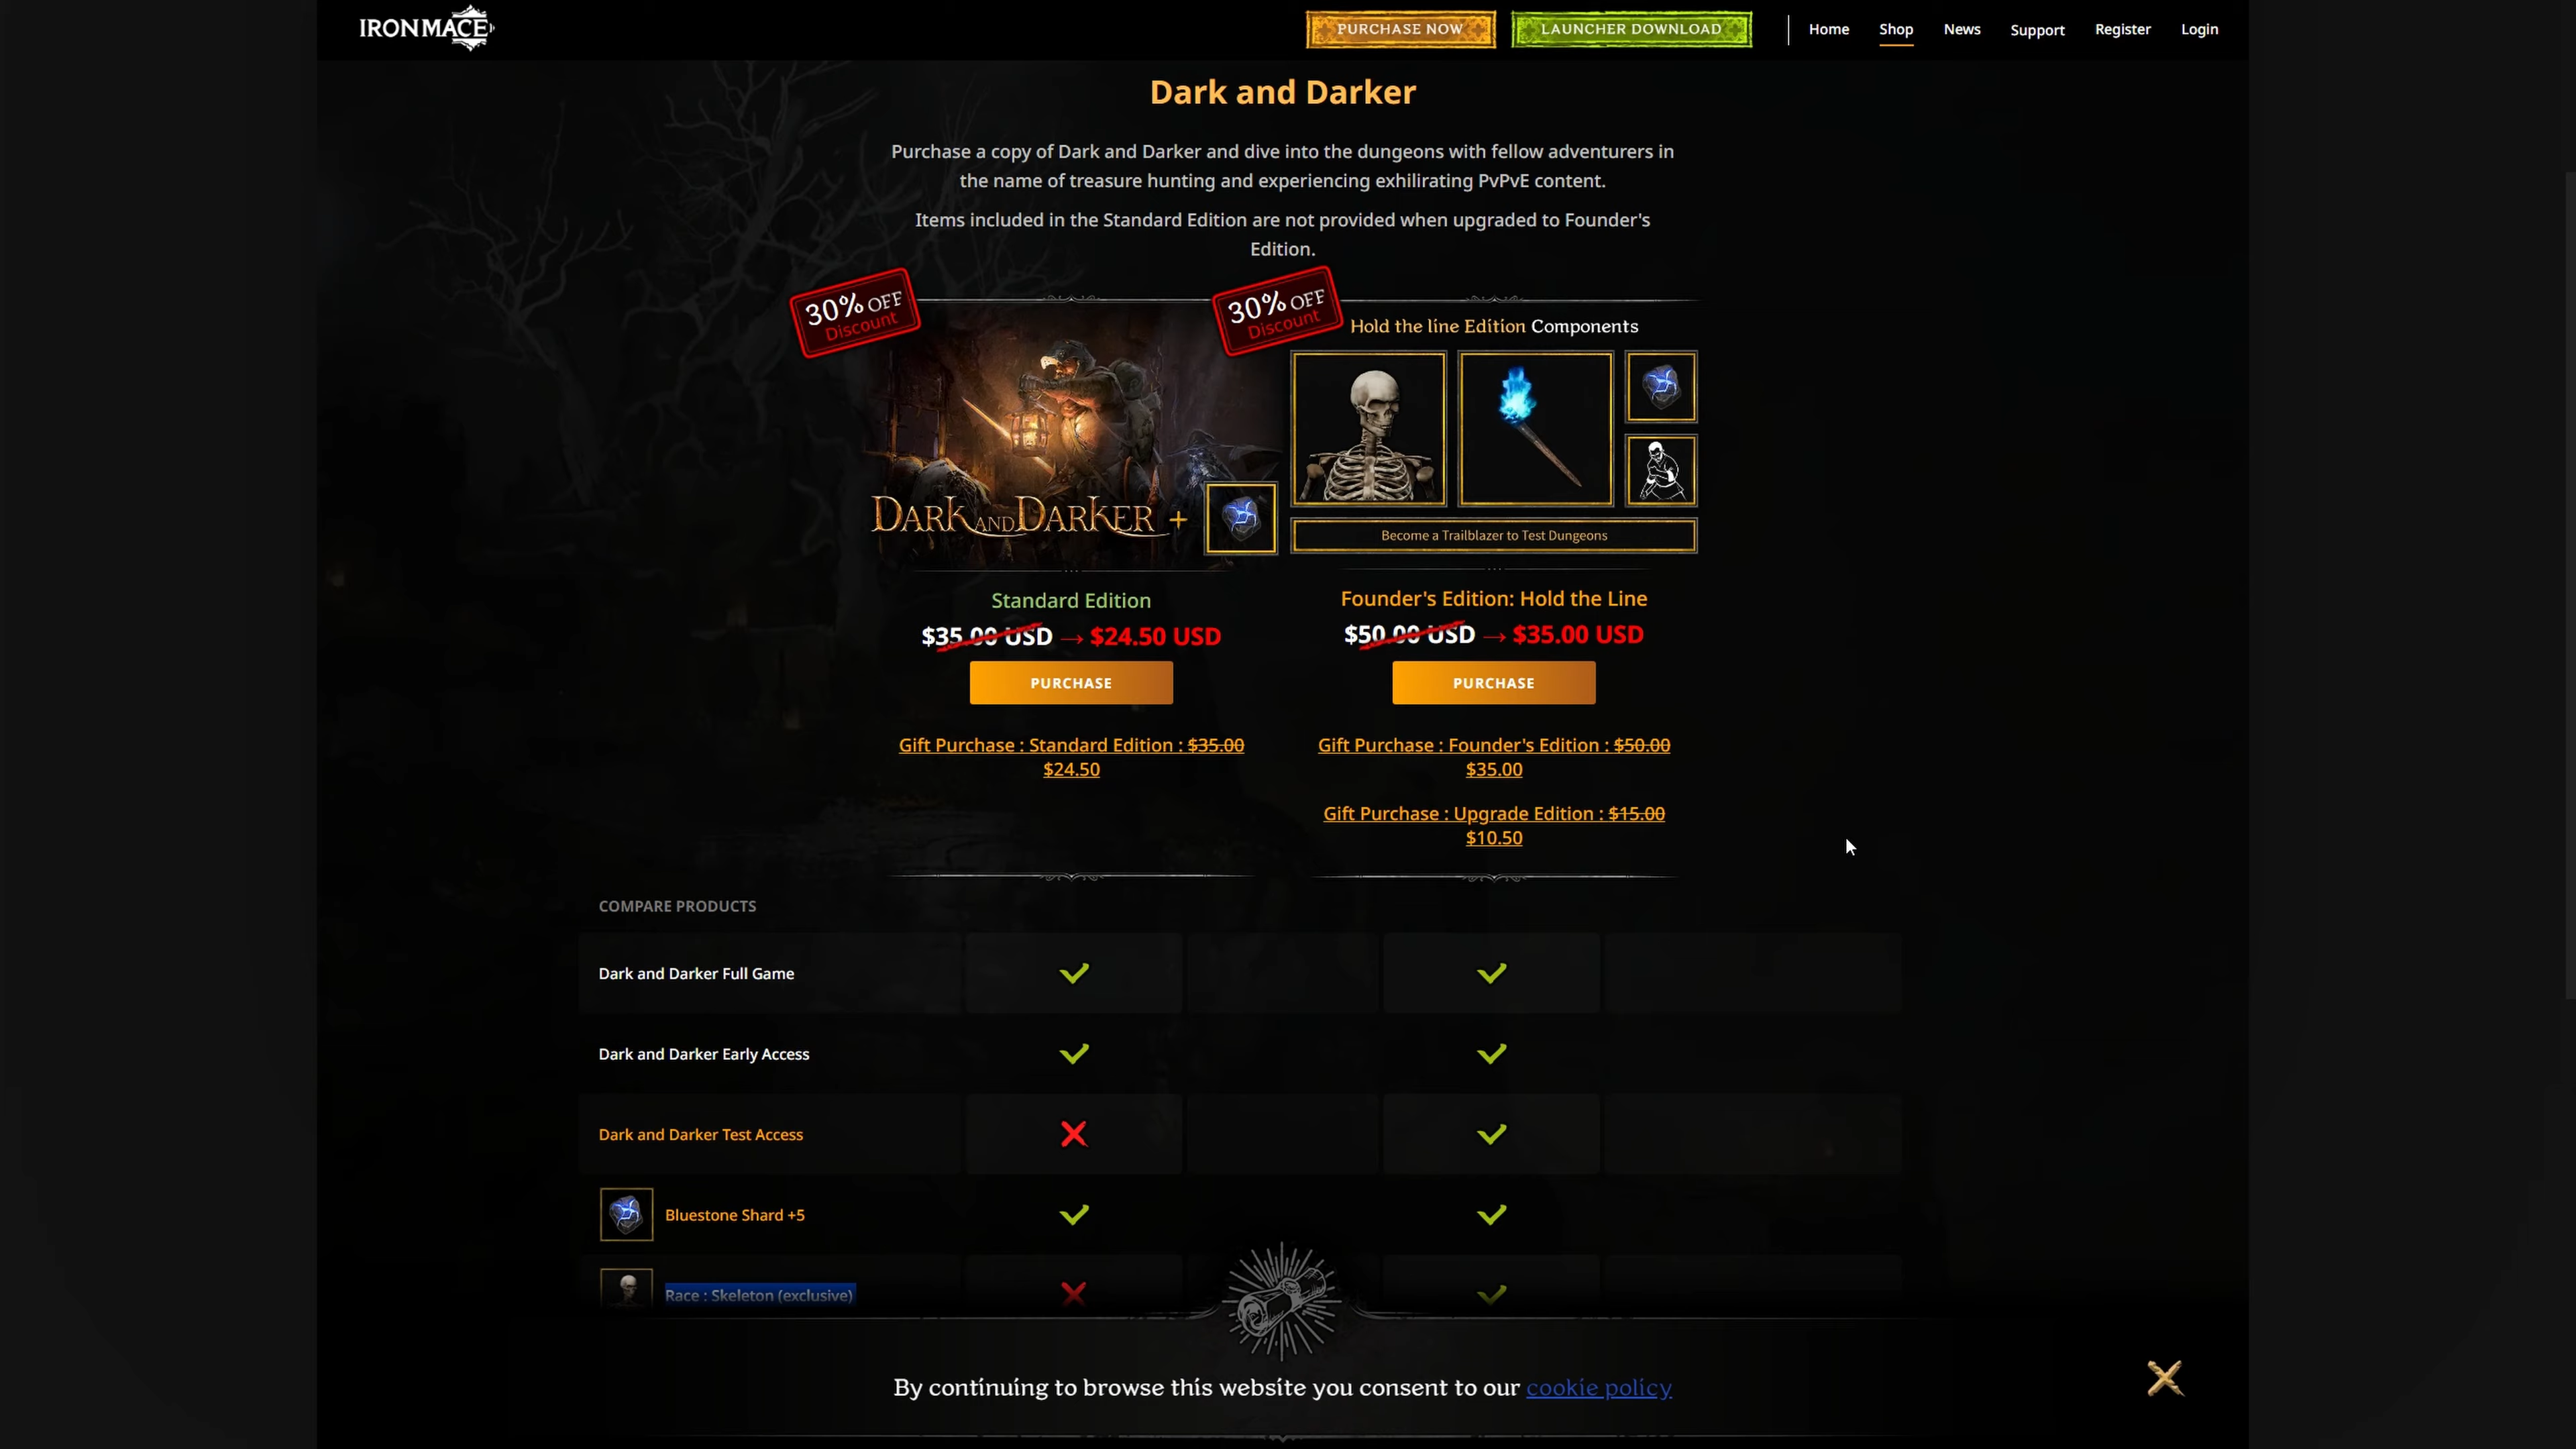 IRONMACE
PURCHASE NOW
LAUNCHER DOWNLOAD
Home
Shop
News
Support
Register
Login
Dark and Darker
Purchase a copy of Dark and Darker and dive into the dungeons with fellow adventurers in
the name of treasure hunting and experiencing exhilirating PvPvE content.
Items included in the Standard Edition are not provided when upgraded to Founder's
Edition.
30% OFF
Discount
DARK AND DARKER +
Standard Edition
$35.00 USD → $24.50 USD
PURCHASE
Gift Purchase : Standard Edition : $35.00
$24.50
30% OFF
Discount
Hold the line Edition Components
Become a Trailblazer to Test Dungeons
Founder's Edition: Hold the Line
$50.00 USD → $35.00 USD
PURCHASE
Gift Purchase : Founder's Edition : $50.00
$35.00
Gift Purchase : Upgrade Edition : $15.00
$10.50
COMPARE PRODUCTS
Dark and Darker Full Game
Dark and Darker Early Access
Dark and Darker Test Access
Bluestone Shard +5
Race : Skeleton (exclusive)
By continuing to browse this website you consent to our cookie policy